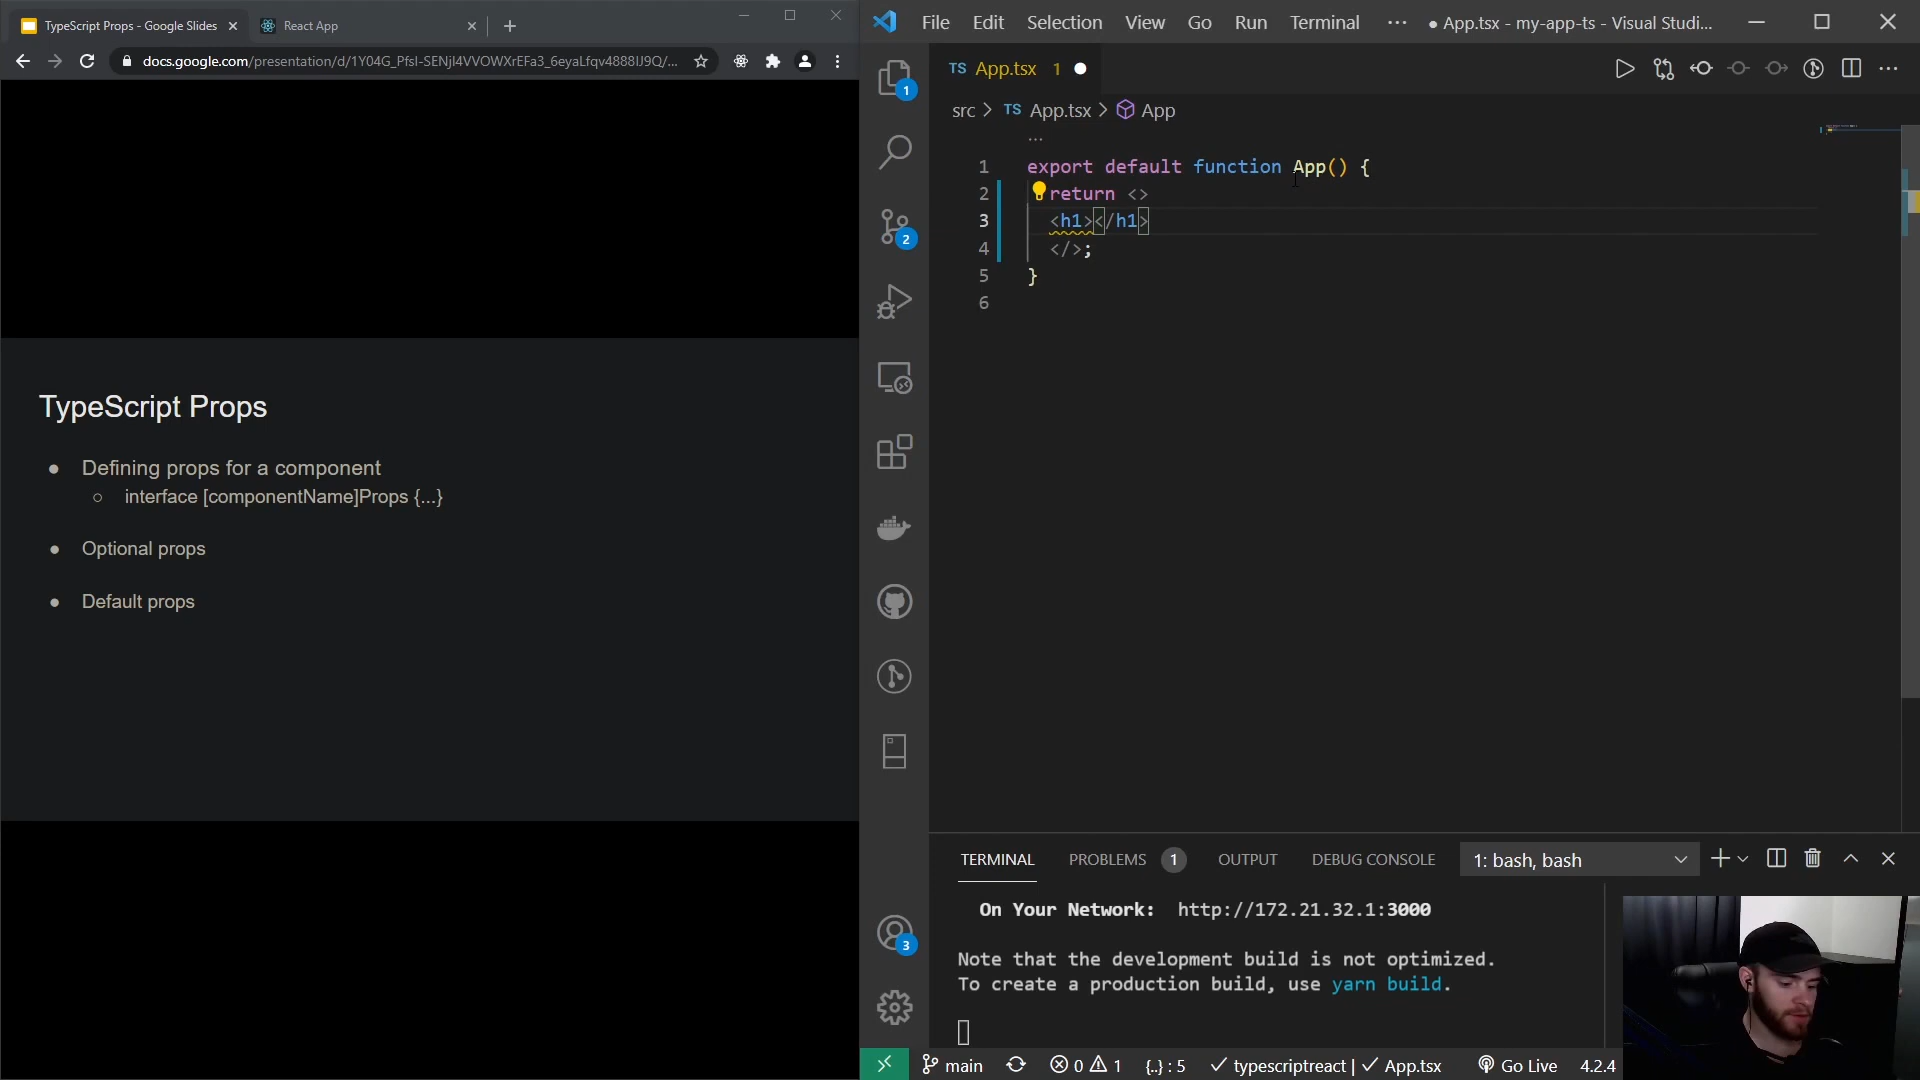 TypeScript Props - Google Slides
React App
docs.google.com/presentation/d/1Y04G_PfsI-SENjI4VVOWXrEFa3_6eyaLfqv4888IJ9Q/...
TypeScript Props
Defining props for a component
interface [componentName]Props {...}
Optional props
Default props
File Edit Selection View Go Run Terminal ... ● App.tsx - my-app-ts - Visual Studi...
TS App.tsx 1
src > TS App.tsx > App
...
1 export default function App() {
2 return <>
3 <h1></h1>
4 </>;
5 }
6
1
2
3
TERMINAL PROBLEMS 1 OUTPUT DEBUG CONSOLE 1: bash, bash
On Your Network: http://172.21.32.1:3000
Note that the development build is not optimized.
To create a production build, use yarn build.
main 0 1 {..} : 5 ✓ typescriptreact | ✓ App.tsx Go Live 4.2.4